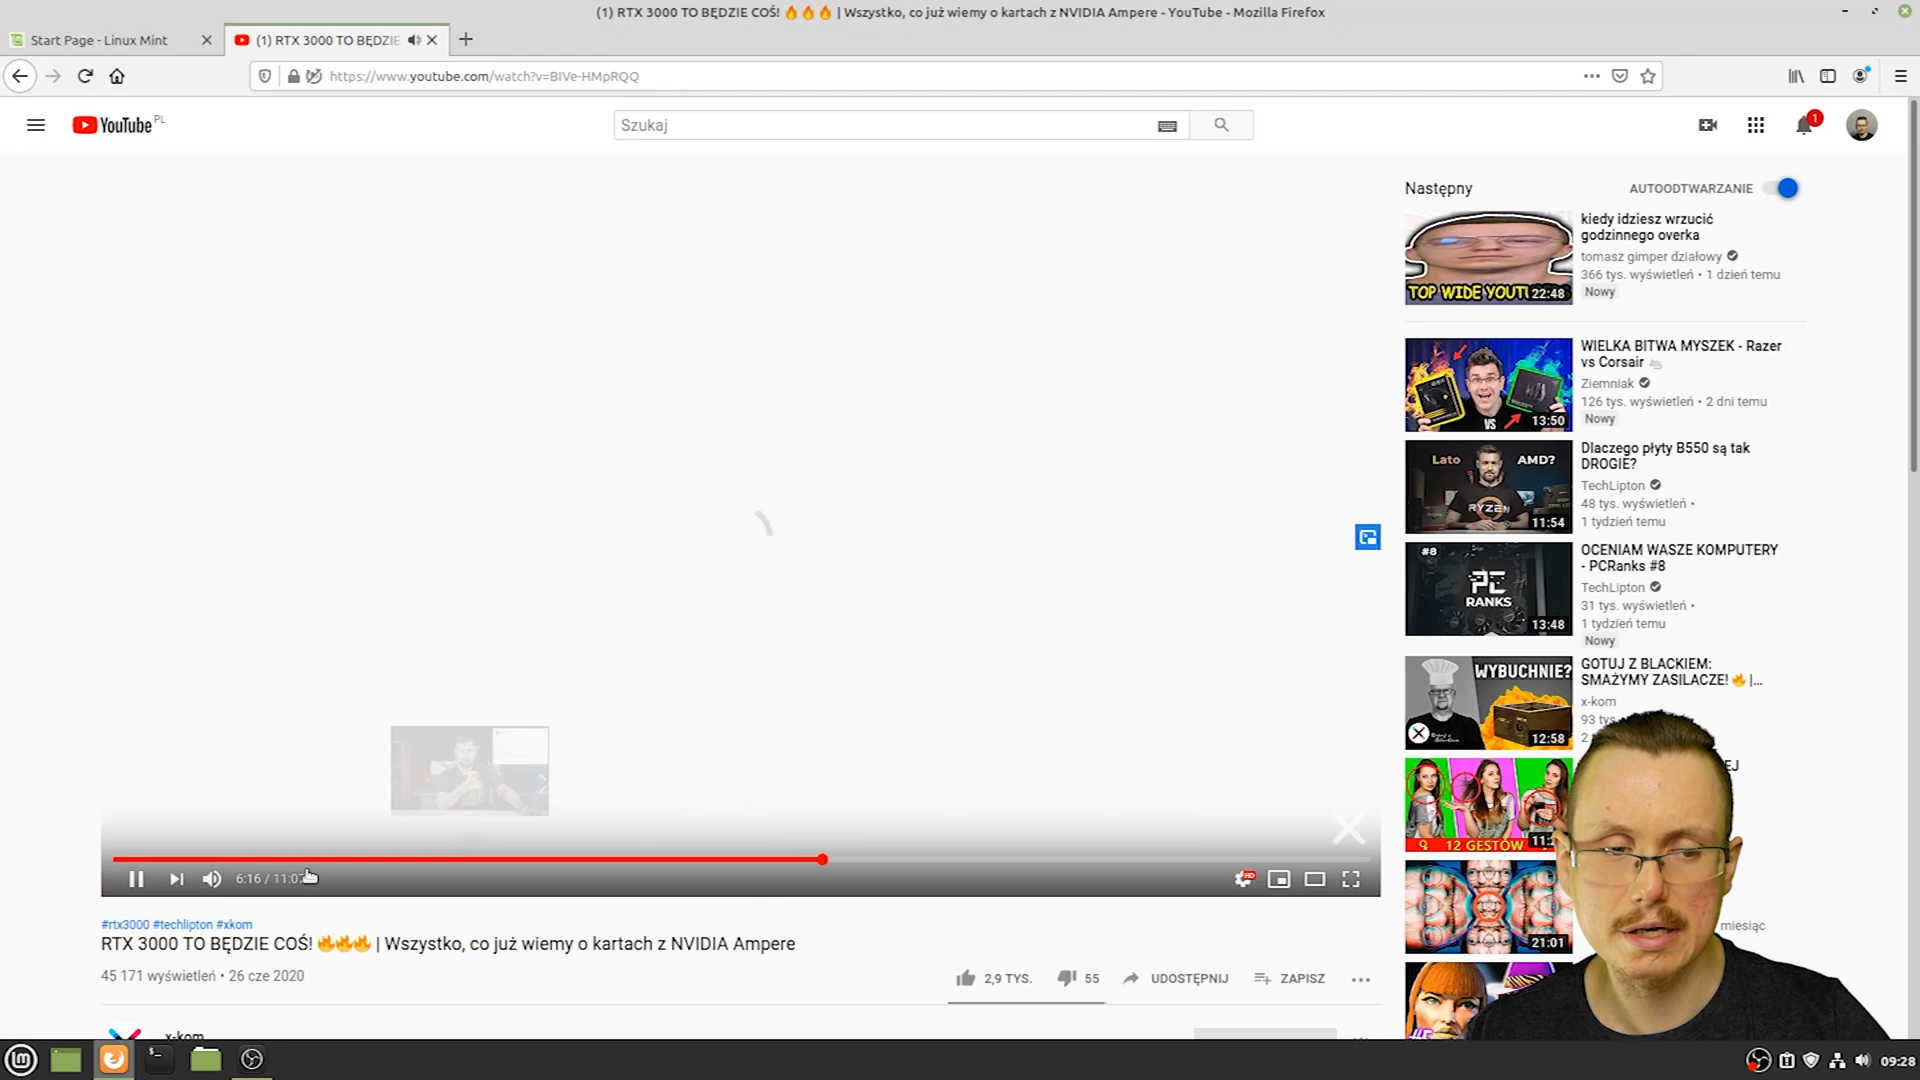 (1) RTX 3000 TO BĘDZIE COŚ! 🔥🔥🔥 | Wszystko, co już wiemy o kartach z NVIDIA Ampere - YouTube - Mozilla Firefox
Start Page - Linux Mint
(1) RTX 3000 TO BĘDZIE
https://www.youtube.com/watch?v=BIVe-HMpRQQ
YouTube PL
Szukaj
1
Następny
AUTOODTWARZANIE
kiedy idziesz wrzucić
godzinnego overka
tomasz gimper działowy
366 tys. wyświetleń • 1 dzień temu
Nowy
TOP WIDE
22:48
WIELKA BITWA MYSZEK - Razer
vs Corsair
Ziemniak
126 tys. wyświetleń • 2 dni temu
Nowy
VS
13:50
Dlaczego płyty B550 są tak
DROGIE?
TechLipton
48 tys. wyświetleń •
1 tydzień temu
Lato AMD?
RYZEN
11:54
OCENIAM WASZE KOMPUTERY
- PCRanks #8
TechLipton
31 tys. wyświetleń •
1 tydzień temu
Nowy
#8
PC
RANKS
13:48
GOTUJ Z BLACKIEM:
SMAŻYMY ZASILACZE! 🔥 |...
x-kom
93 tys.
2
WYBUCHNIE?
12:58
12 GESTÓW
miesiąc
21:01
6:16 / 11:0
HD
#rtx3000 #techlipton #xkom
RTX 3000 TO BĘDZIE COŚ! 🔥🔥🔥 | Wszystko, co już wiemy o kartach z NVIDIA Ampere
45 171 wyświetleń • 26 cze 2020
2,9 TYS.
55
UDOSTĘPNIJ
ZAPISZ
x-kom
09:28